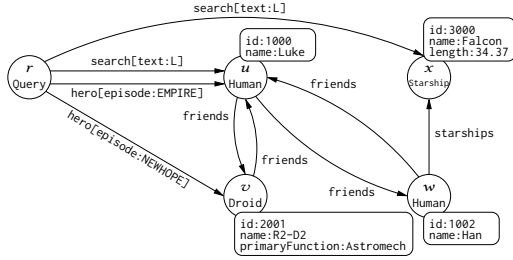 search[text:L]
id:1000
name:Luke
id:3000
name:Falcon
length:34.37
r
Query
search[text:L]
hero[episode:EMPIRE]
u
Human
friends
x
Starship
friends
friends
starships
hero[episode:NEWHOPE]
v
Droid
friends
w
Human
id:2001
name:R2-D2
primaryFunction:Astromech
id:1002
name:Han